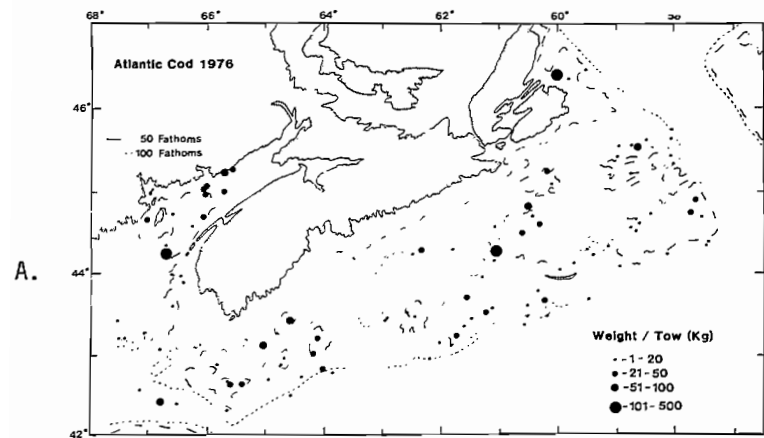 68° 66° 64° 62° 60° 58°
Atlantic Cod 1976
46°
50 Fathoms
100 Fathoms
A.
44°
Weight / Tow (Kg)
- 1 - 20
- 21 - 50
- 51 - 100
- 101 - 500
42°